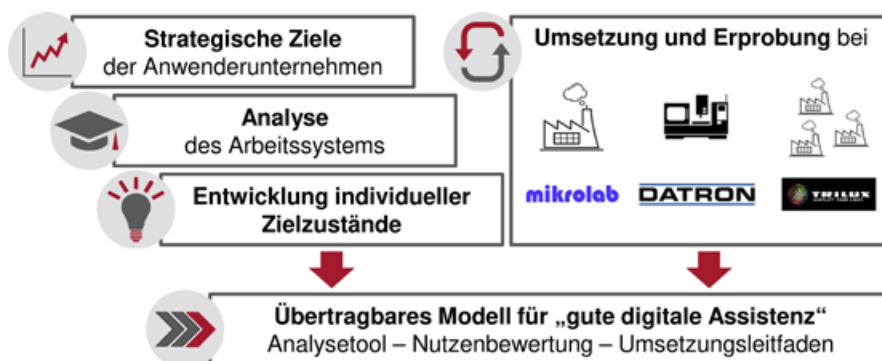 Strategische Ziele
der Anwenderunternehmen
Analyse
des Arbeitssystems
Entwicklung individueller
Zielzustände
Umsetzung und Erprobung bei
mikrolab
DATRON
TRILUX
Übertragbares Modell für „gute digitale Assistenz“
Analysetool – Nutzenbewertung – Umsetzungsleitfaden